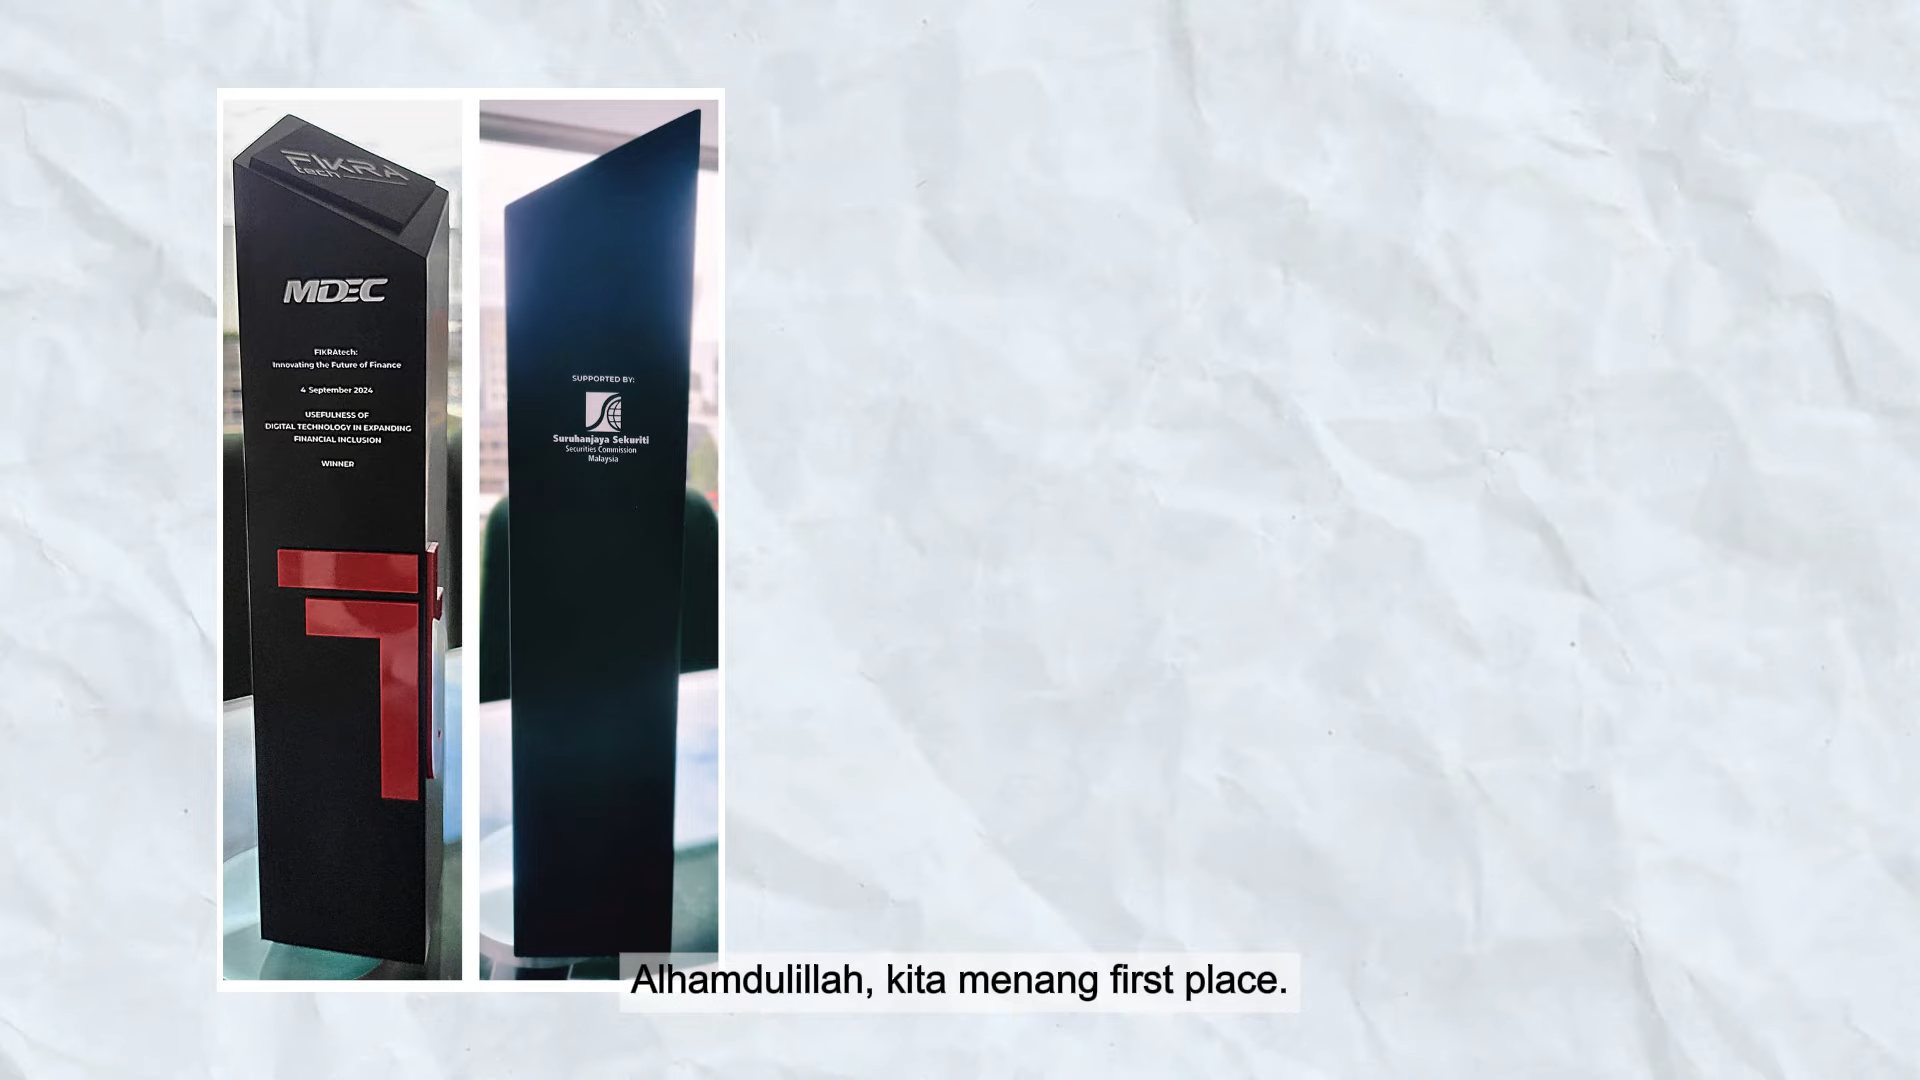 FIKRA
tech
MDEC
FIKRAtech:
Innovating the Future of Finance
4 September 2024
USEFULNESS OF
DIGITAL TECHNOLOGY IN EXPANDING
FINANCIAL INCLUSION
WINNER
SUPPORTED BY:
Suruhanjaya Sekuriti
Securities Commission
Malaysia
Alhamdulillah, kita menang first place.